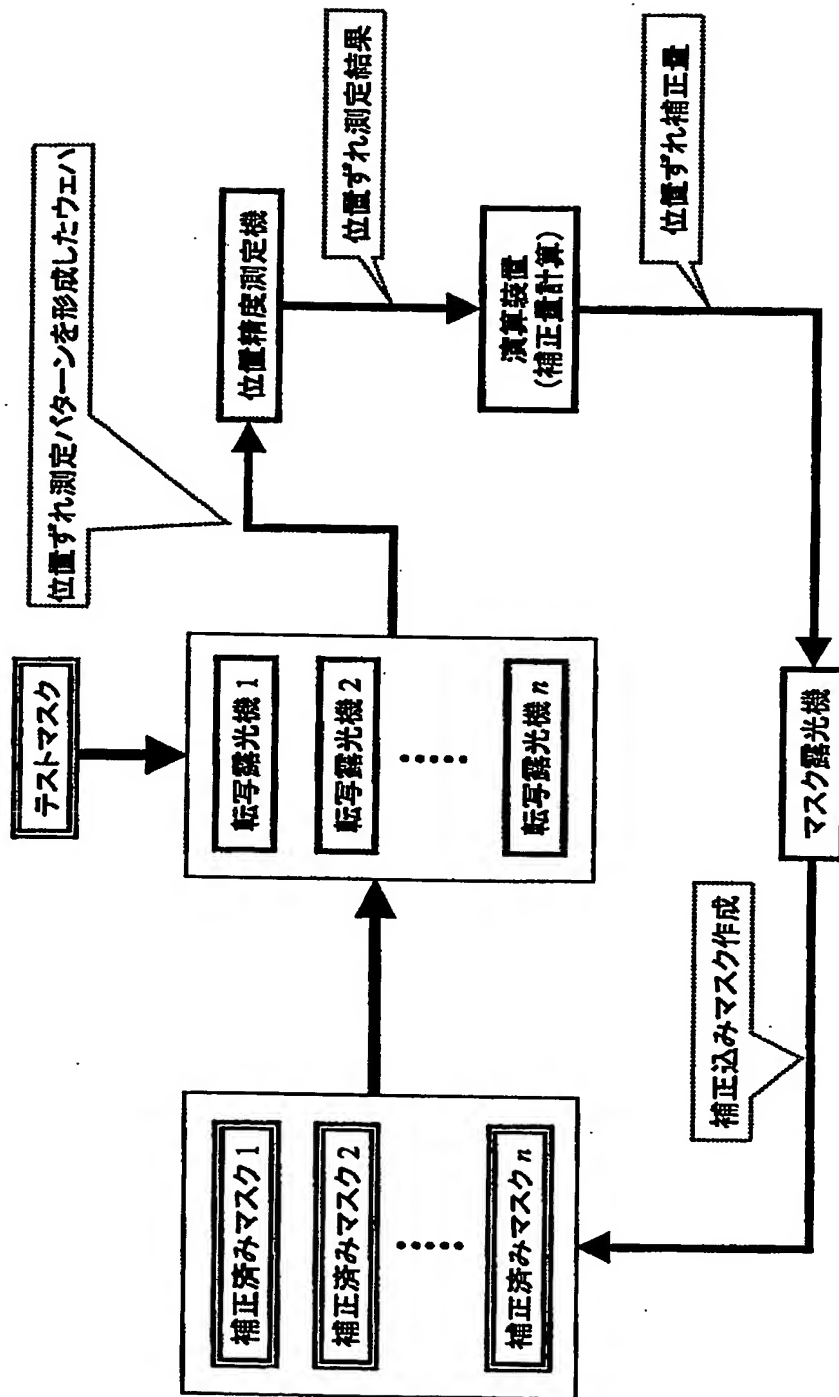 テストマスク
位置ずれ測定パターンを形成したウェハ
補正済みマスク1
補正済みマスク2
・・・・・
補正済みマスクn
転写露光機1
転写露光機2
・・・・・
転写露光機n
位置精度測定機
位置ずれ測定結果
演算装置
(補正量計算)
位置ずれ補正量
マスク露光機
補正込みマスク作成